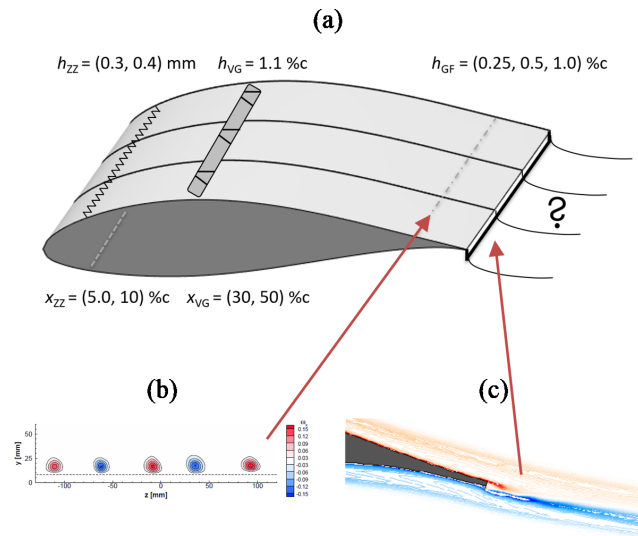 (a)
h_ZZ = (0.3, 0.4) mm
h_VG = 1.1 %c
h_GF = (0.25, 0.5, 1.0) %c
?
x_ZZ = (5.0, 10) %c
x_VG = (30, 50) %c
(b)
(c)
y [mm]
50
25
0
-100
-50
0
50
100
z [mm]
0.15
0.12
0.09
0.06
0.03
-0.03
-0.06
-0.09
-0.12
-0.15